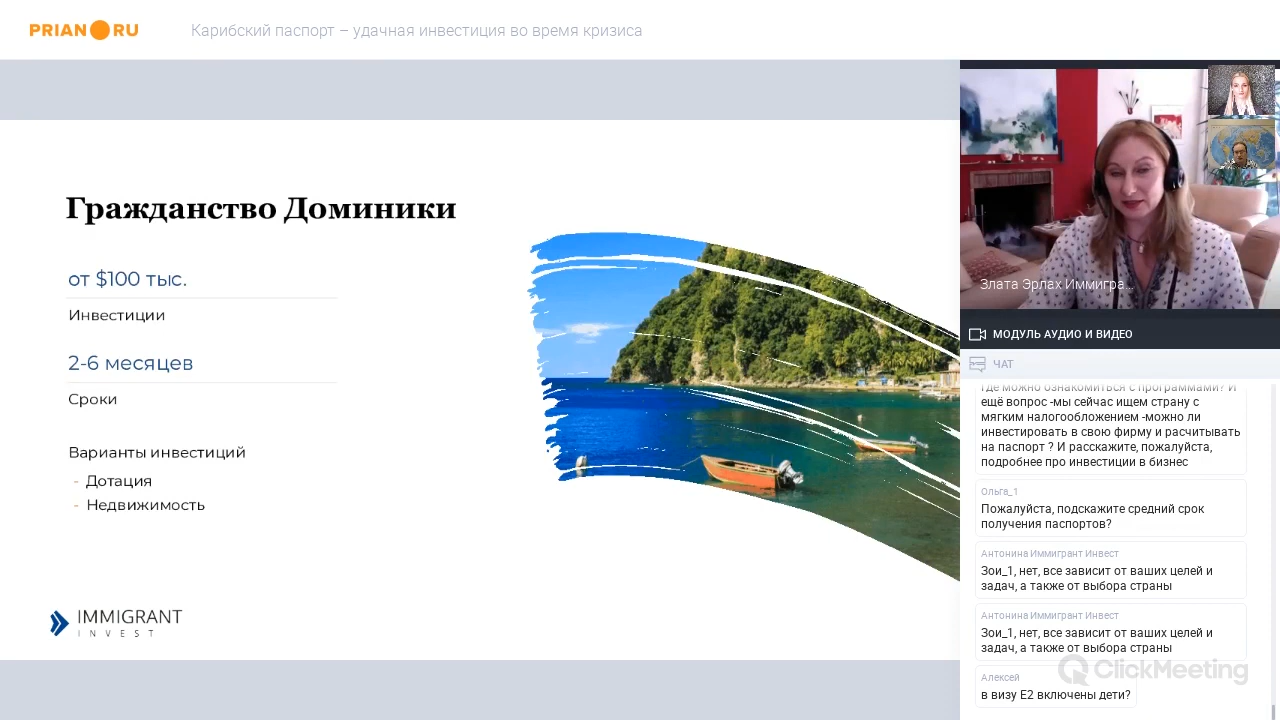 PRIAN RU
Карибский паспорт – удачная инвестиция во время кризиса
Гражданство Доминики
от $100 тыс.
Инвестиции
2-6 месяцев
Сроки
Варианты инвестиций
- Дотация
- Недвижимость
IMMIGRANT
INVEST
Злата Эрлах Иммигра...
МОДУЛЬ АУДИО И ВИДЕО
ЧАТ
где можно ознакомиться с программами? И
ещё вопрос -мы сейчас ищем страну с
мягким налогообложением -можно ли
инвестировать в свою фирму и расчитывать
на паспорт ? И расскажите, пожалуйста,
подробнее про инвестиции в бизнес
Ольга_1
Пожалуйста, подскажите средний срок
получения паспортов?
Антонина Иммигрант Инвест
Зои_1, нет, все зависит от ваших целей и
задач, а также от выбора страны
Антонина Иммигрант Инвест
Зои_1, нет, все зависит от ваших целей и
задач, а также от выбора страны
ClickMeeting
Алексей
в визу Е2 включены дети?